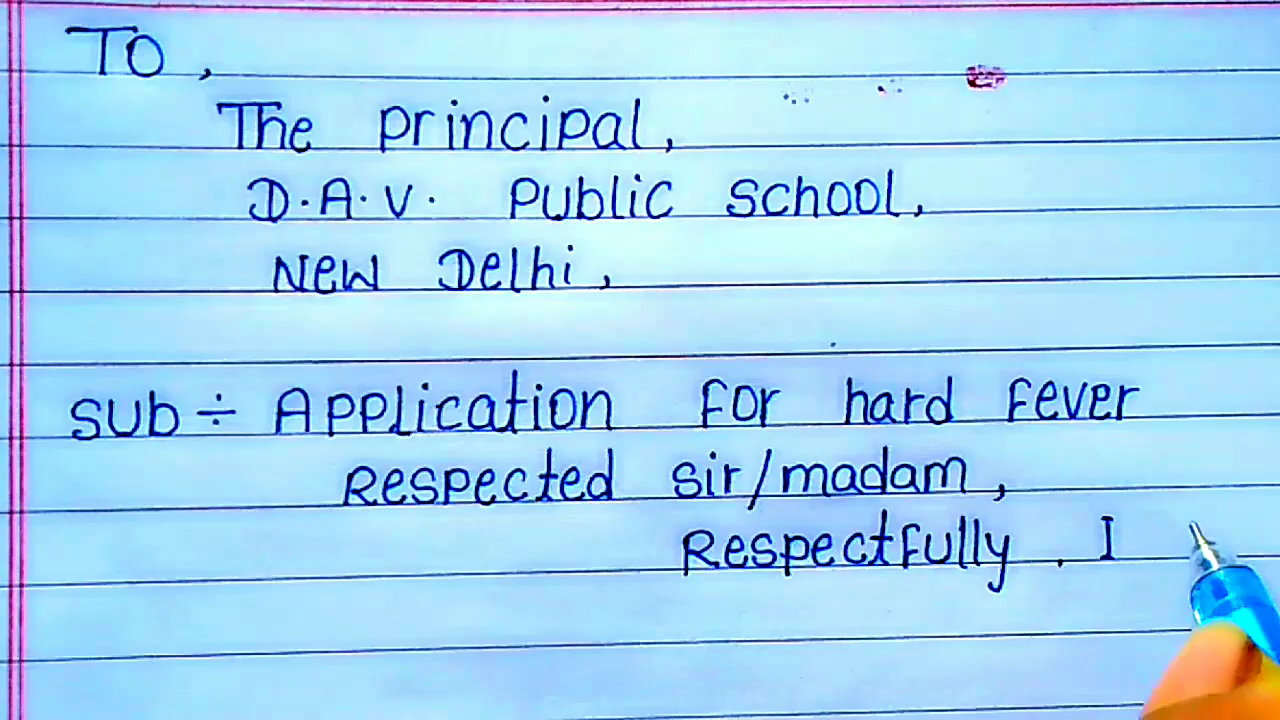 TO,
The principal,
D.A.V. Public school,
New Delhi,
Sub ÷ Application for hard fever
Respected sir/madam,
Respectfully, I